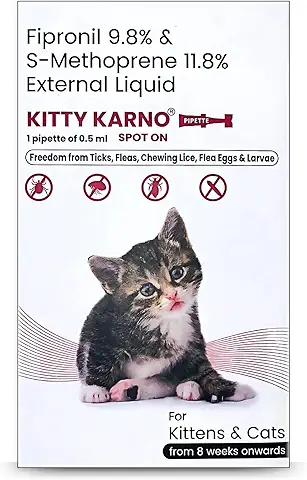 Fipronil 9.8% &
S-Methoprene 11.8%
External Liquid
KITTY KARNO® PIPETTE
1 pipette of 0.5 ml SPOT ON
Freedom from Ticks, Fleas, Chewing Lice, Flea Eggs & Larvae
For
Kittens & Cats
from 8 weeks onwards